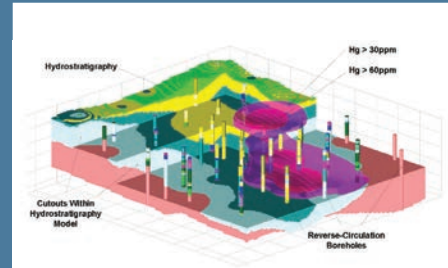 Hydrostratigraphy
Hg > 30ppm
Hg > 60ppm
Cutouts Within
Hydrostratigraphy
Model
Reverse-Circulation
Boreholes